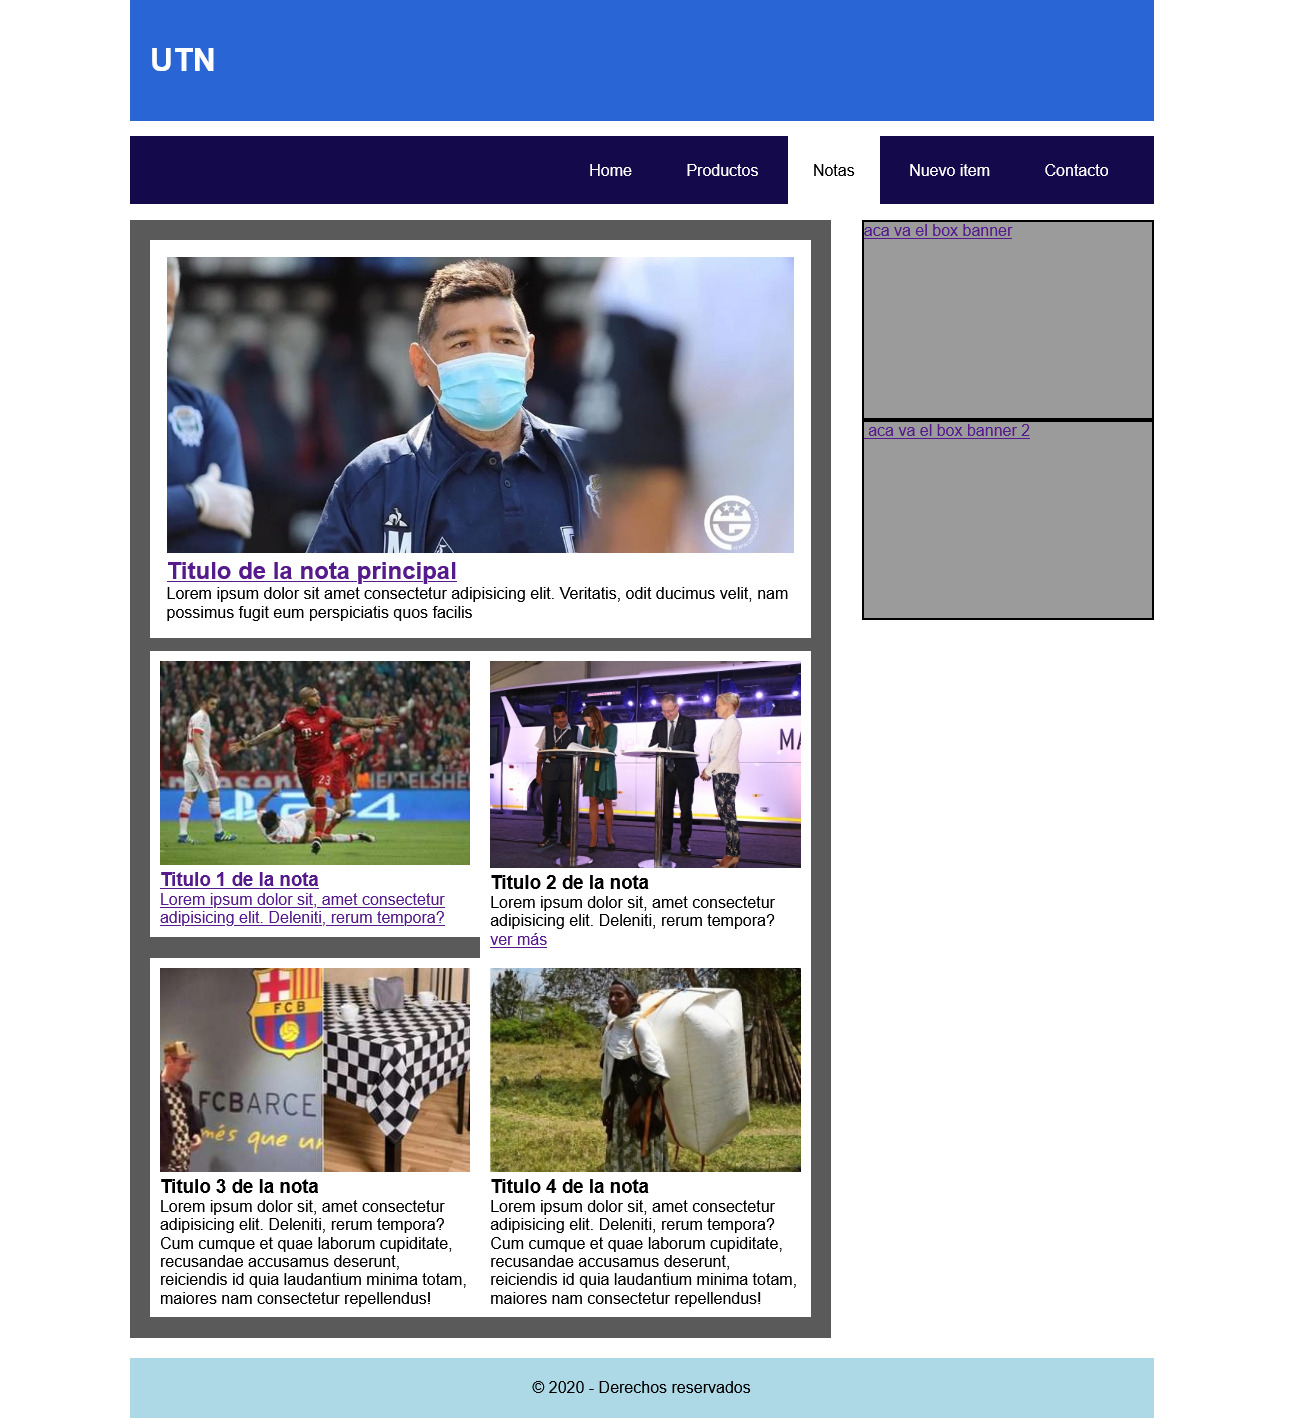 UTN
Home Productos Notas Nuevo item Contacto
aca va el box banner
aca va el box banner 2
M
Titulo de la nota principal
Lorem ipsum dolor sit amet consectetur adipisicing elit. Veritatis, odit ducimus velit, nam
possimus fugit eum perspiciatis quos facilis
23
PS4
Titulo 1 de la nota
Lorem ipsum dolor sit, amet consectetur
adipisicing elit. Deleniti, rerum tempora?
MA
Titulo 2 de la nota
Lorem ipsum dolor sit, amet consectetur
adipisicing elit. Deleniti, rerum tempora?
ver más
FCB
FCBARCE
més que un
Titulo 3 de la nota
Lorem ipsum dolor sit, amet consectetur
adipisicing elit. Deleniti, rerum tempora?
Cum cumque et quae laborum cupiditate,
recusandae accusamus deserunt,
reiciendis id quia laudantium minima totam,
maiores nam consectetur repellendus!
Titulo 4 de la nota
Lorem ipsum dolor sit, amet consectetur
adipisicing elit. Deleniti, rerum tempora?
Cum cumque et quae laborum cupiditate,
recusandae accusamus deserunt,
reiciendis id quia laudantium minima totam,
maiores nam consectetur repellendus!
© 2020 - Derechos reservados